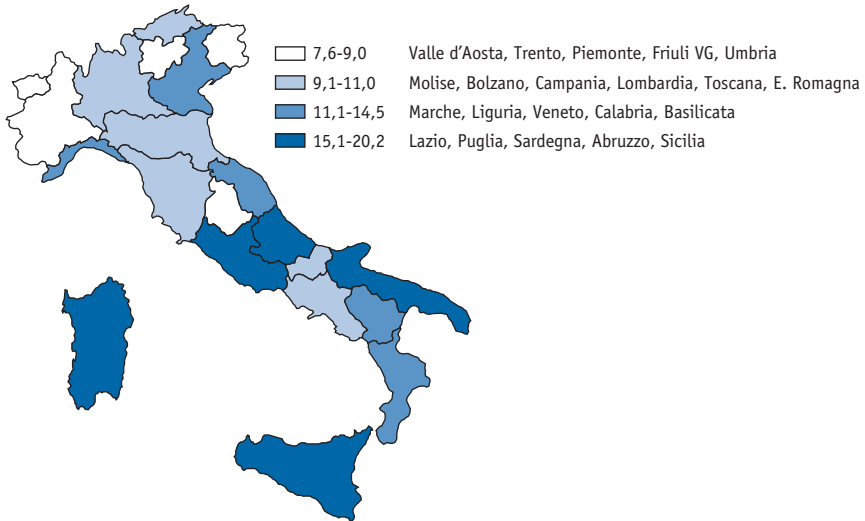 7,6-9,0 Valle d'Aosta, Trento, Piemonte, Friuli VG, Umbria
9,1-11,0 Molise, Bolzano, Campania, Lombardia, Toscana, E. Romagna
11,1-14,5 Marche, Liguria, Veneto, Calabria, Basilicata
15,1-20,2 Lazio, Puglia, Sardegna, Abruzzo, Sicilia